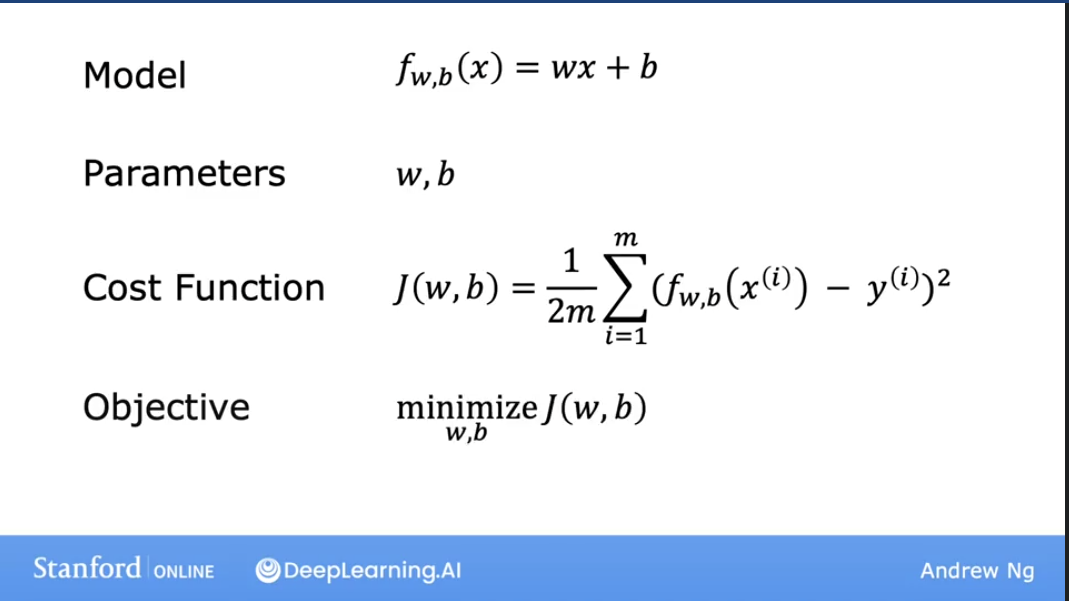 Model f_{w,b}(x) = wx + b
Parameters w, b
Cost Function J(w, b) = \frac{1}{2m} \sum_{i=1}^{m} (f_{w,b}(x^{(i)}) − y^{(i)})^2
Objective \underset{w,b}{minimize} J(w, b)
Stanford ONLINE DeepLearning.AI Andrew Ng